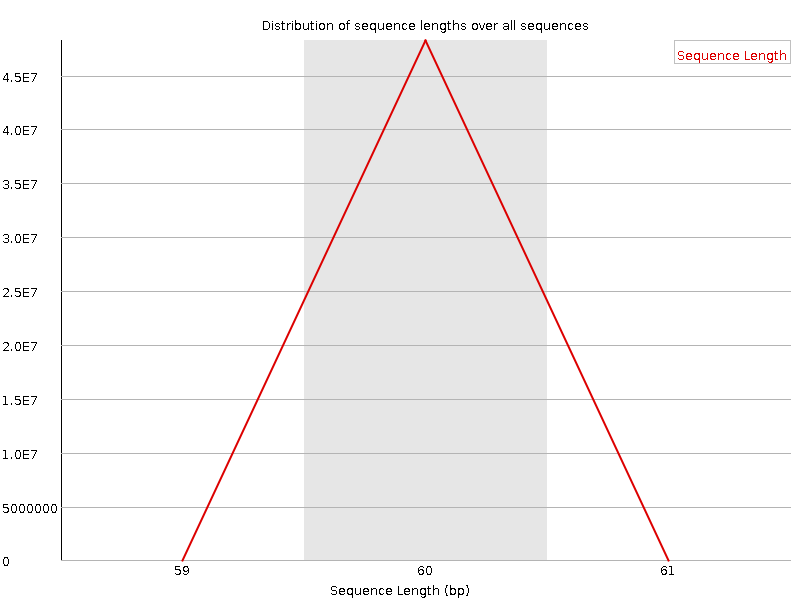 Distribution of sequence lengths over all sequences
Sequence Length
4.5E7
4.0E7
3.5E7
3.0E7
2.5E7
2.0E7
1.5E7
1.0E7
5000000
0
59 60 61
Sequence Length (bp)